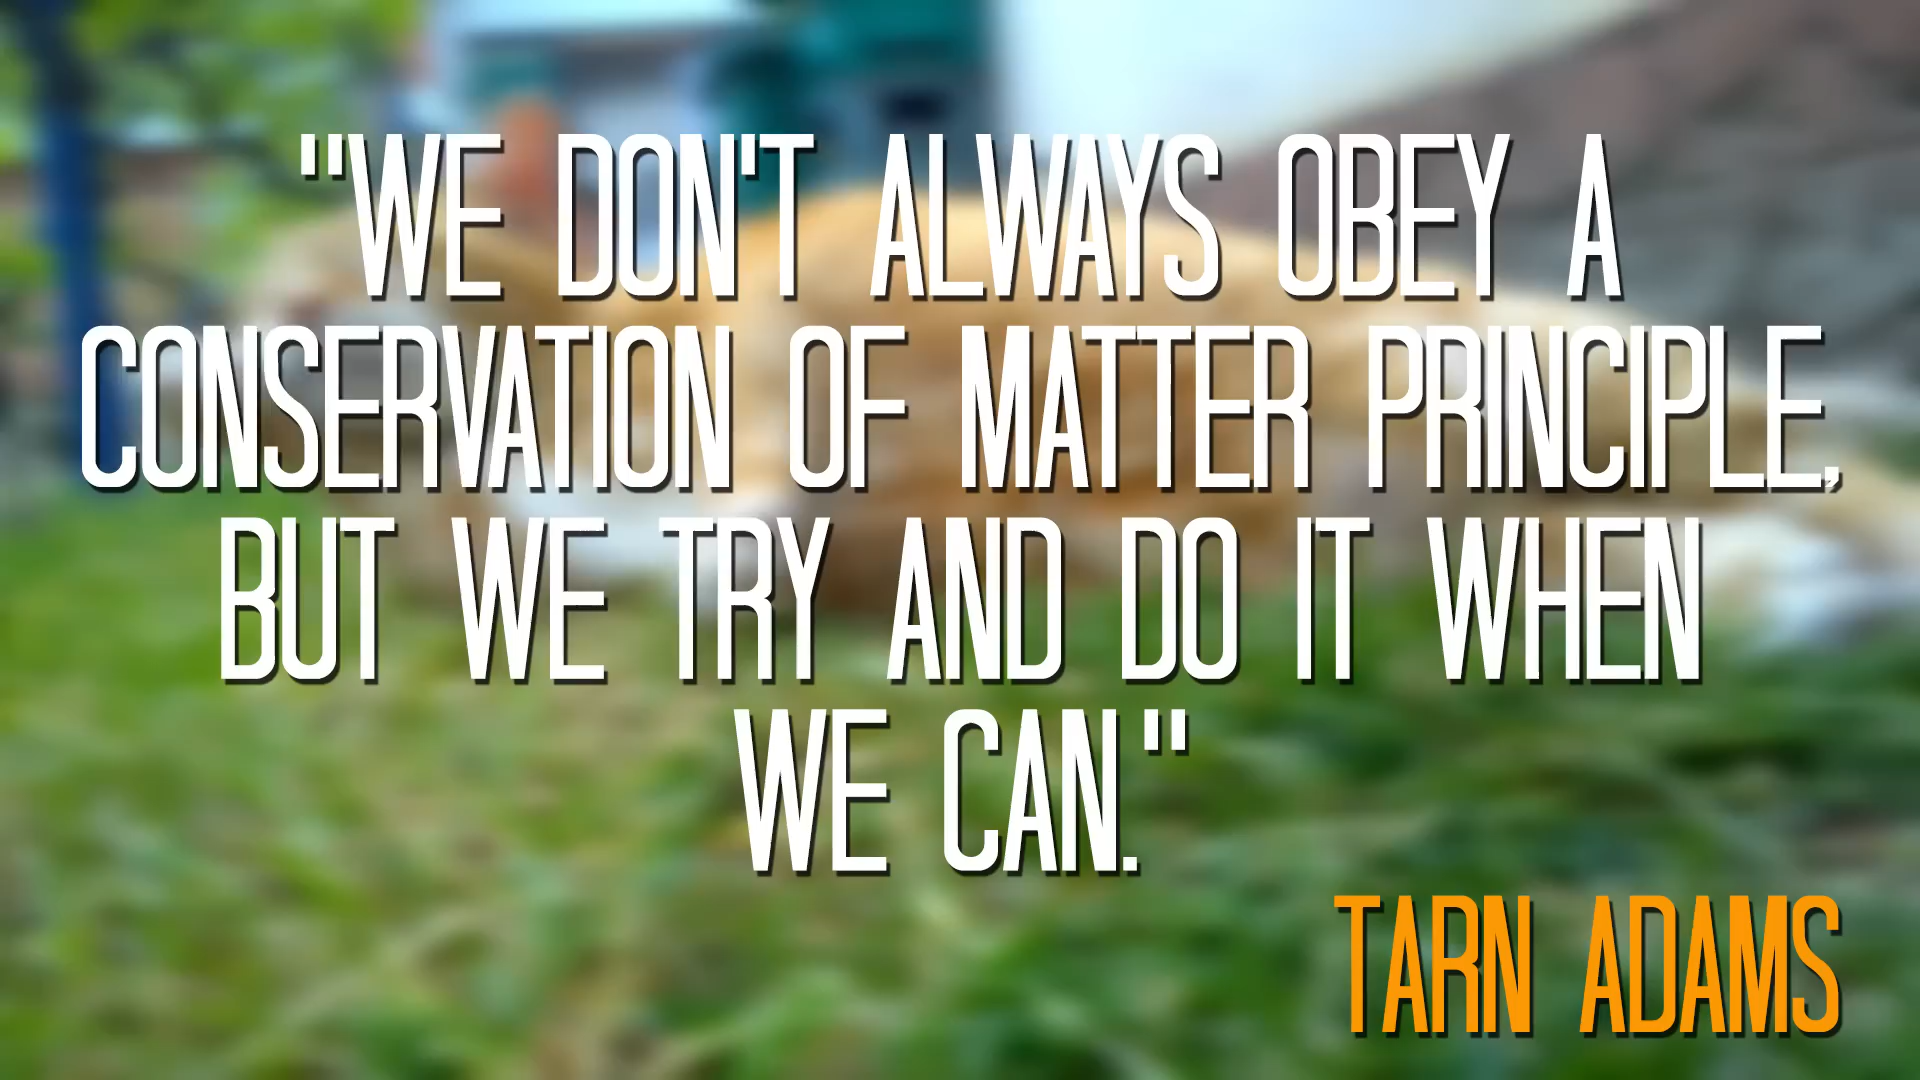 "WE DON'T ALWAYS OBEY A
CONSERVATION OF MATTER PRINCIPLE,
BUT WE TRY AND DO IT WHEN
WE CAN."
TARN ADAMS